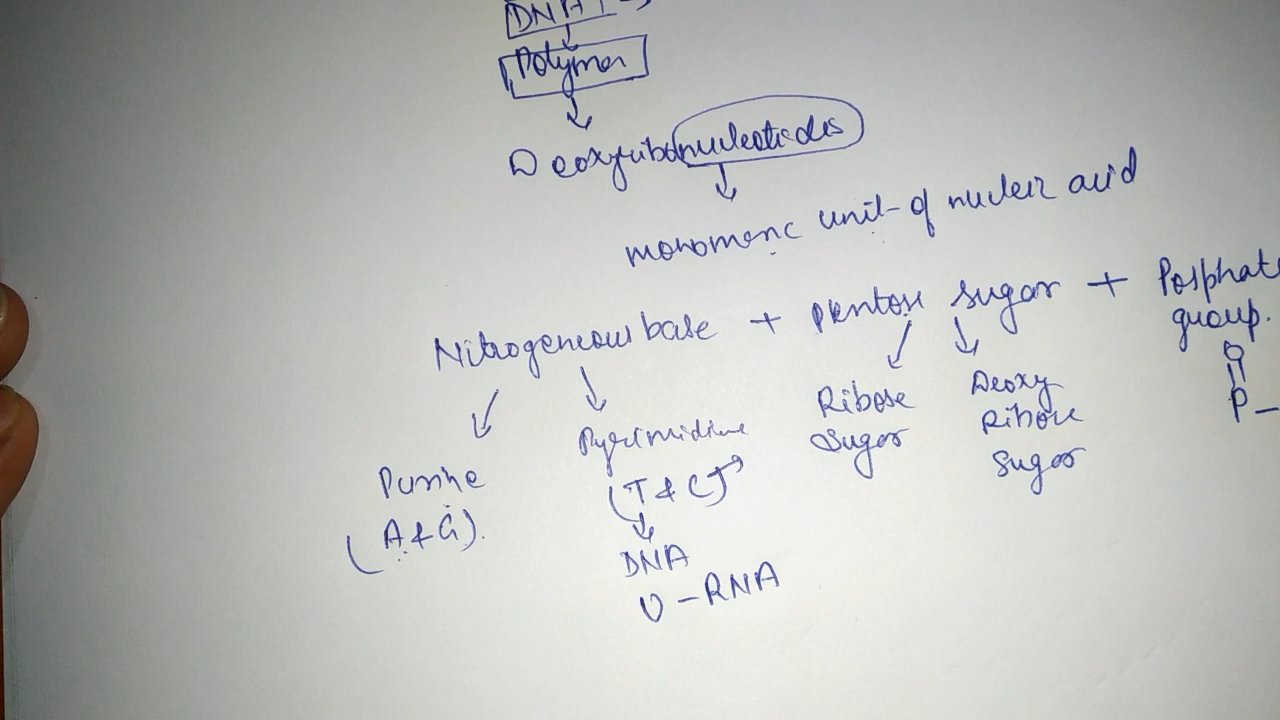 DNA
Polymer
Deoxyribonucleotides
monomeric unit of nucleic acid
Nitrogeneous base + pentose sugar + Posphate
group.
O
P –
Purine
(A & G).
Pyrimidine
(T & C)
DNA
U – RNA
Ribose
Sugar
Deoxy
Ribose
Sugar